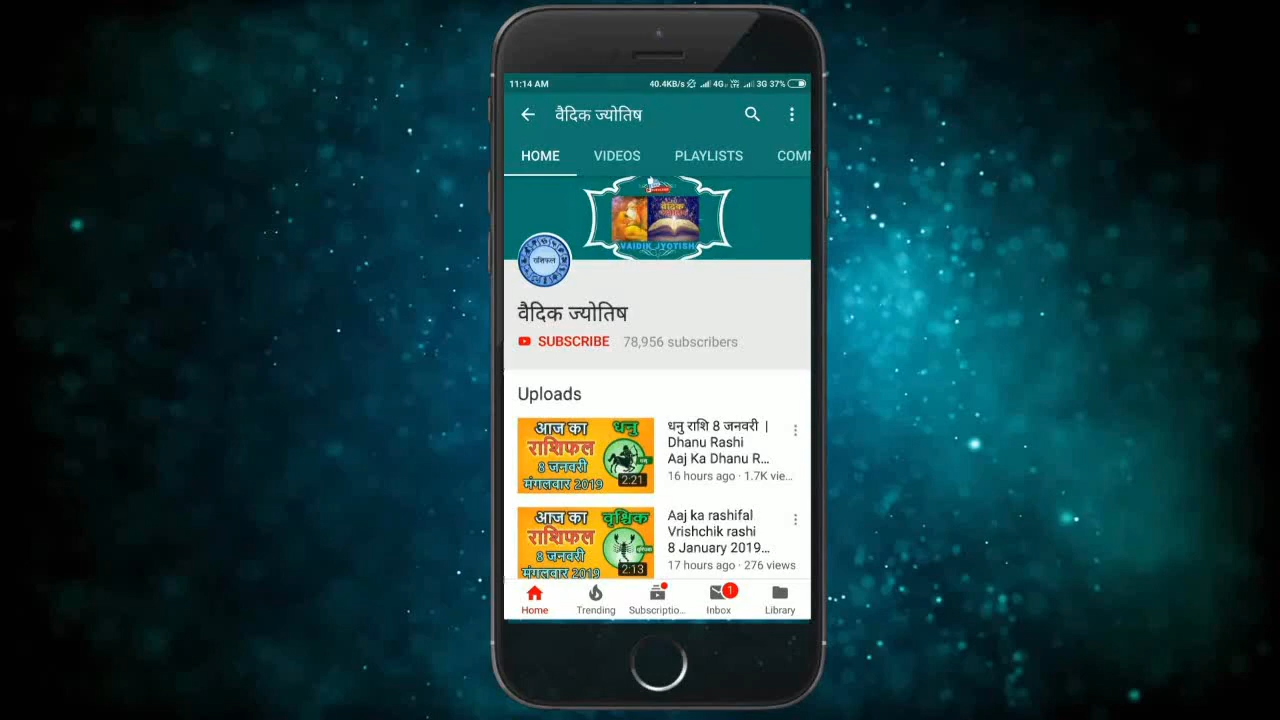 11:14 AM
40.4KB/s 4G 3G 37%
वैदिक ज्योतिष
HOME VIDEOS PLAYLISTS COMM
वैदिक
VAIDIK JYOTISH
राशिफल
वैदिक ज्योतिष
SUBSCRIBE 78,956 subscribers
Uploads
आज का धनु
राशिफल
8 जनवरी
मंगलवार 2019
2:21
धनु राशि 8 जनवरी |
Dhanu Rashi
Aaj Ka Dhanu R...
16 hours ago · 1.7K vie...
आज का वृश्चिक
राशिफल
8 जनवरी
मंगलवार 2019
2:13
Aaj ka rashifal
Vrishchik rashi
8 January 2019...
17 hours ago · 276 views
1
Home Trending Subscriptio... Inbox Library